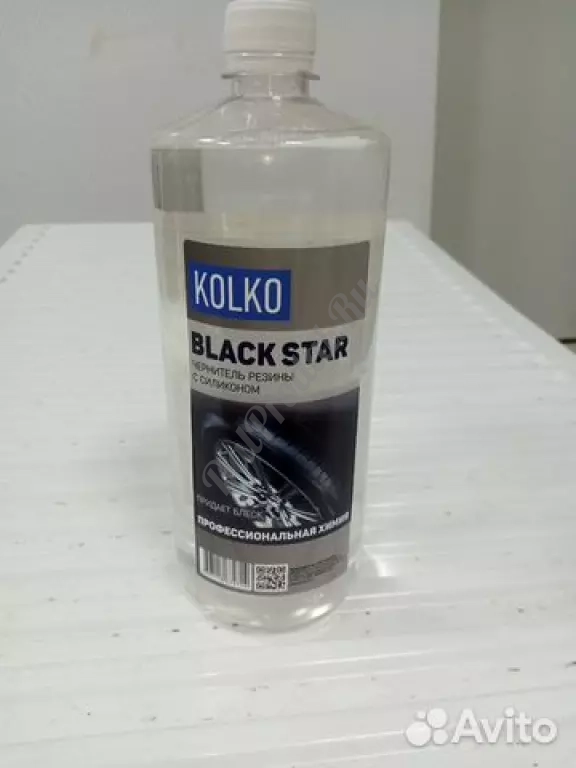 KOLKO
BLACK STAR
ЧЕРНИТЕЛЬ РЕЗИНЫ
С СИЛИКОНОМ
ПРИДАЕТ БЛЕСК
ПРОФЕССИОНАЛЬНАЯ ХИМИЯ
Avito